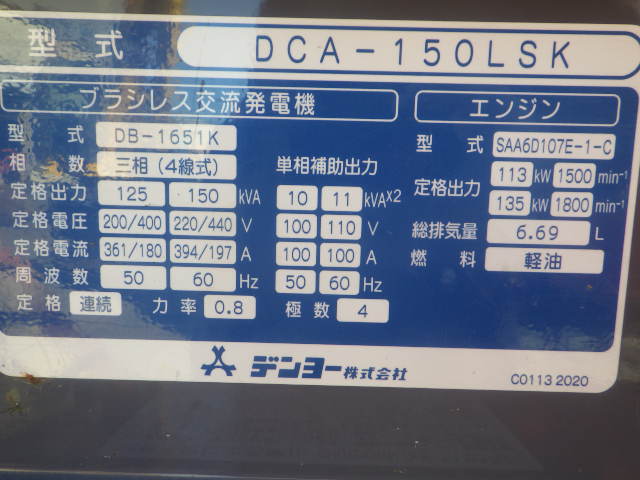 型式 DCA-150LSK
ブラシレス交流発電機
型式 DB-1651K
相数 三相(4線式) 単相補助出力
定格出力 125 150 kVA 10 11 kVA×2
定格電圧 200/400 220/440 V 100 110 V
定格電流 361/180 394/197 A 100 100 A
周波数 50 60 Hz 50 60 Hz
定格 連続 力率 0.8 極数 4
エンジン
型式 SAA6D107E-1-C
定格出力 113 kW 1500 min-¹
135 kW 1800 min-¹
総排気量 6.69 L
燃料 軽油
デンヨー株式会社
C0113 2020